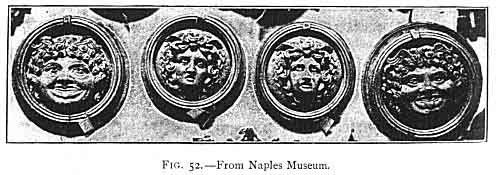 FIG. 52.—From Naples Museum.